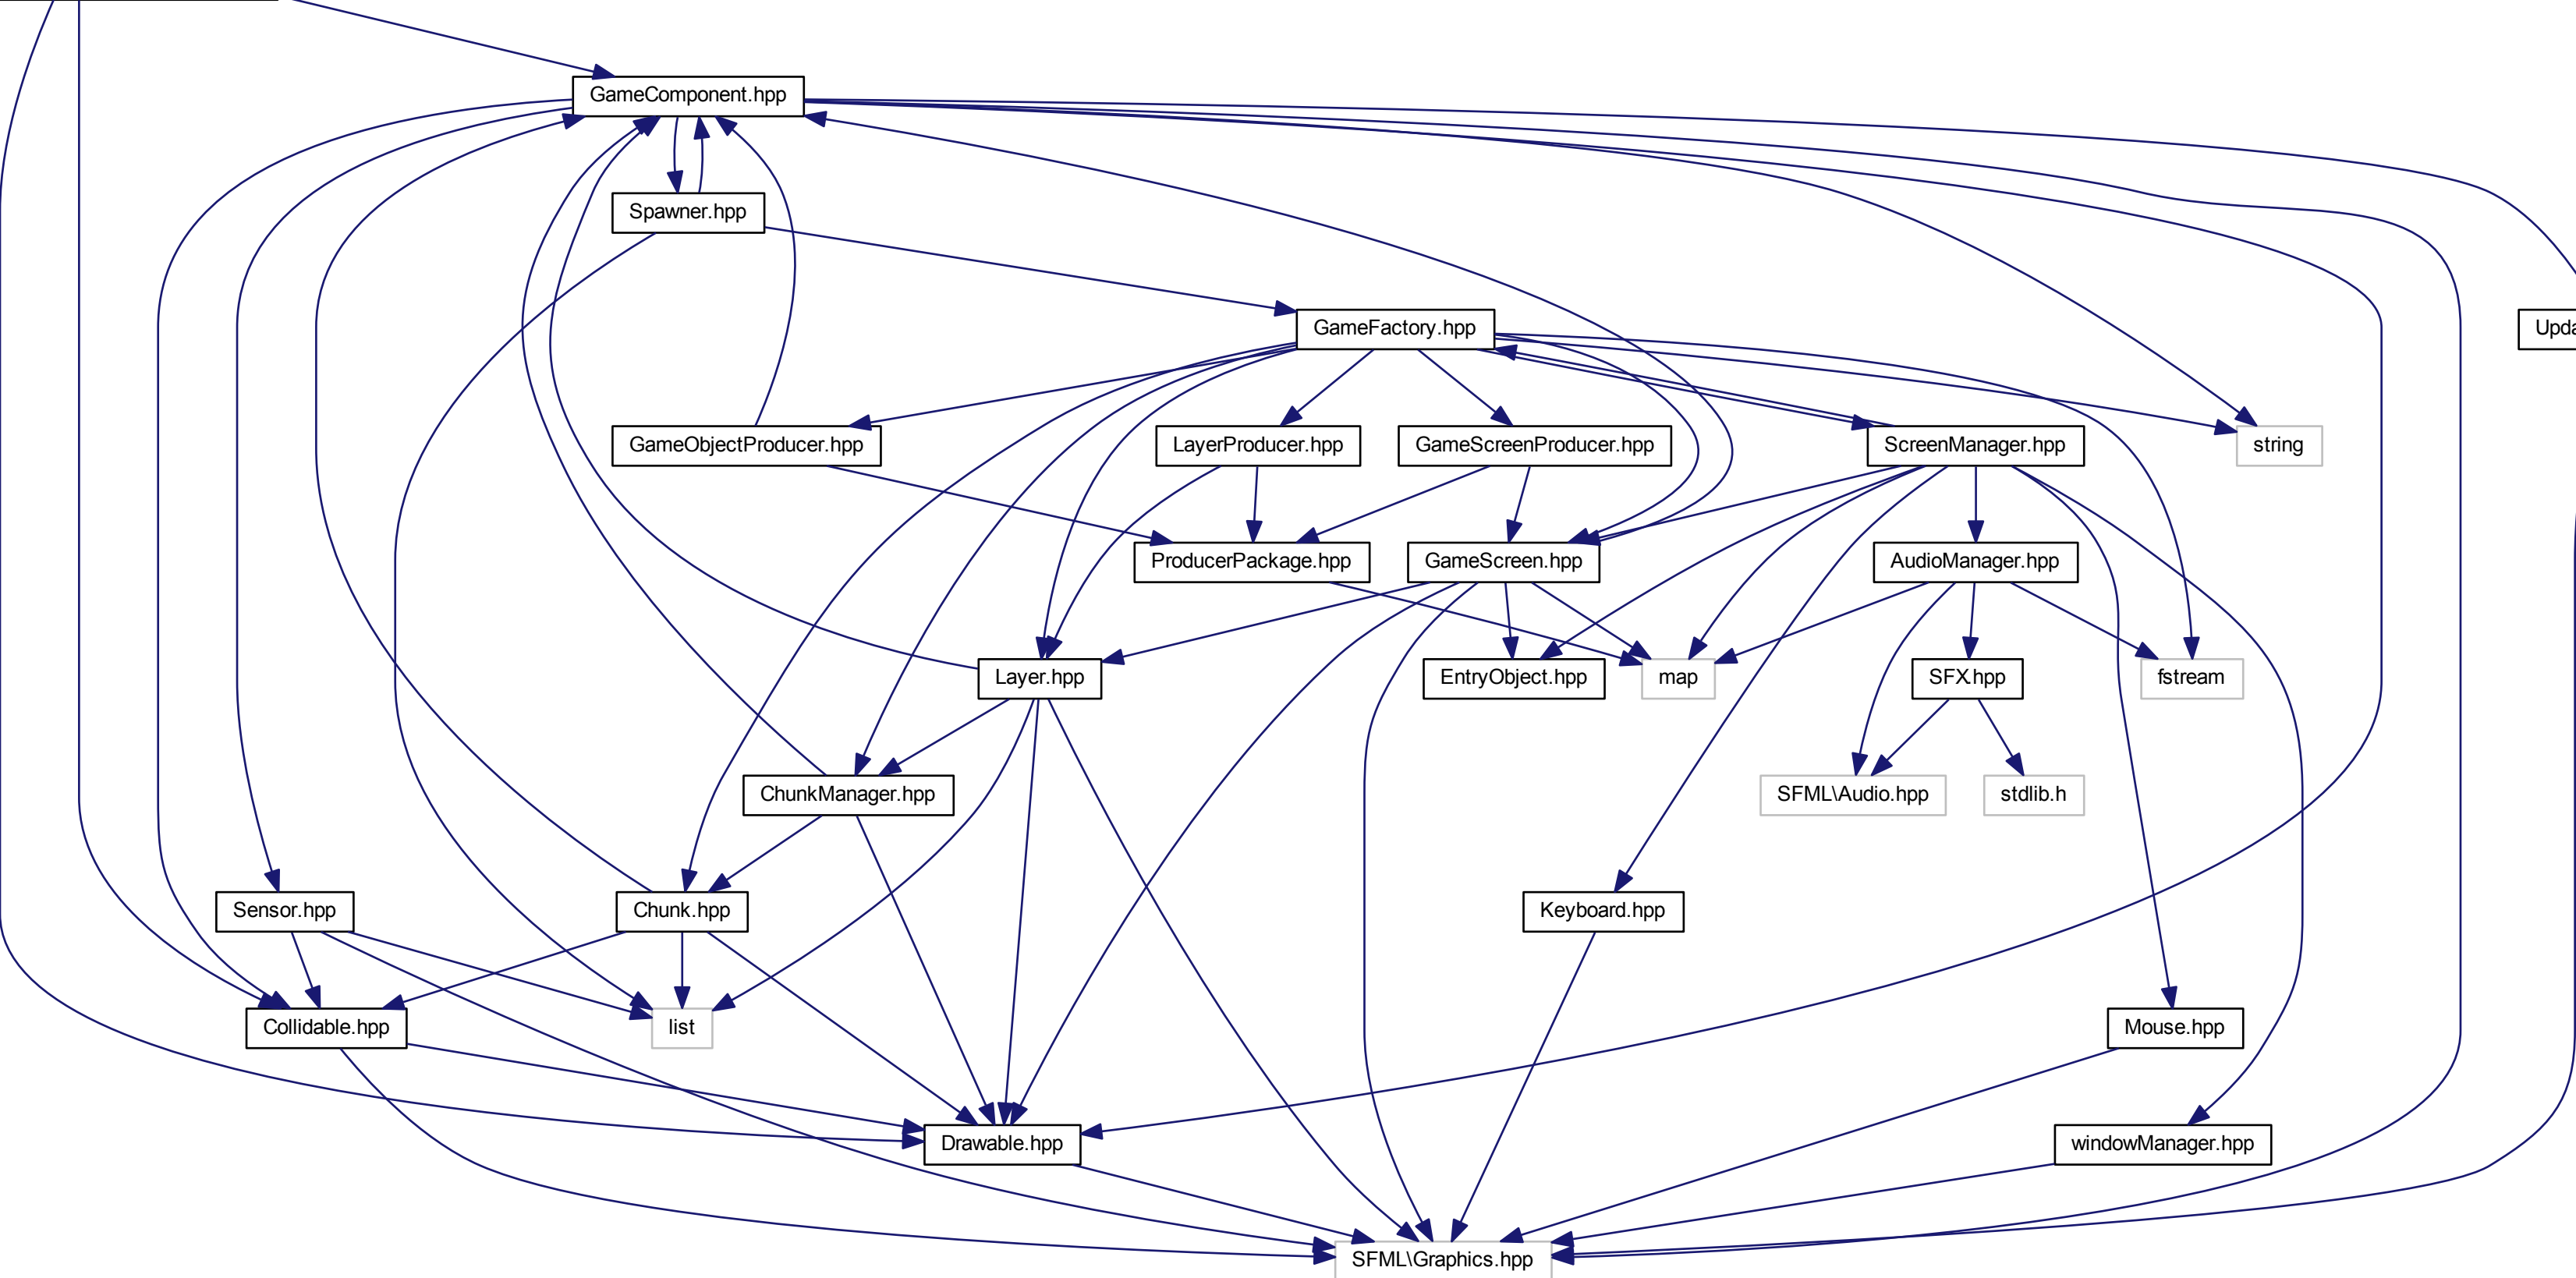 GameComponent.hpp
Spawner.hpp
GameFactory.hpp
Upda
GameObjectProducer.hpp
LayerProducer.hpp
GameScreenProducer.hpp
ScreenManager.hpp
string
ProducerPackage.hpp
GameScreen.hpp
AudioManager.hpp
Layer.hpp
EntryObject.hpp
map
SFX.hpp
fstream
ChunkManager.hpp
SFML\Audio.hpp
stdlib.h
Sensor.hpp
Chunk.hpp
Keyboard.hpp
Collidable.hpp
list
Mouse.hpp
Drawable.hpp
windowManager.hpp
SFML\Graphics.hpp